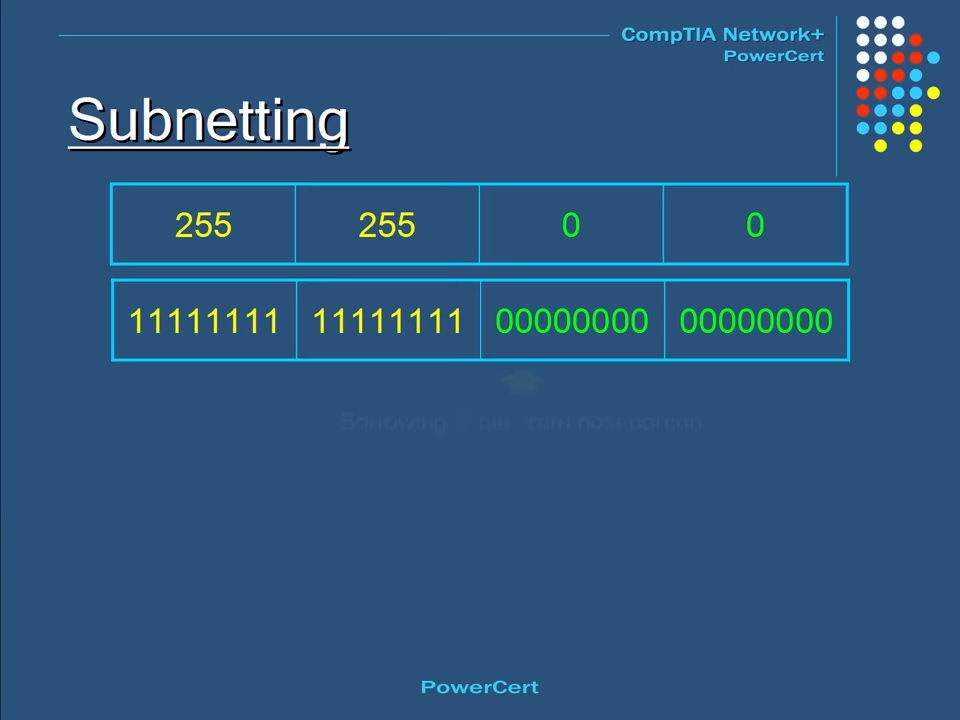 CompTIA Network+
PowerCert
Subnetting
255 255 0 0
11111111 11111111 00000000 00000000
PowerCert